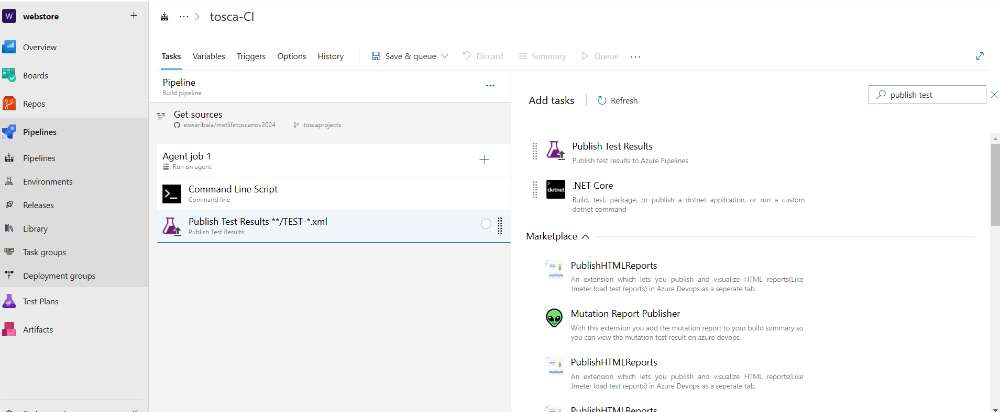 W webstore +
Overview
Boards
Repos
Pipelines
Pipelines
Environments
Releases
Library
Task groups
Deployment groups
Test Plans
Artifacts
··· > tosca-CI
Tasks Variables Triggers Options History Save & queue Discard Summary Queue ···
Pipeline
Build pipeline
Get sources
eswaribala/metlifetoscanov2024 toscaprojects
Agent job 1
Run on agent
Command Line Script
Command line
Publish Test Results **/TEST-*.xml
Publish Test Results
Add tasks Refresh publish test
Publish Test Results
Publish test results to Azure Pipelines
dotnet
.NET Core
Build, test, package, or publish a dotnet application, or run a custom
dotnet command
Marketplace
PublishHTMLReports
An extension which lets you publish and visualize HTML reports(Like
Jmeter load test reports) in Azure Devops as a seperate tab.
Mutation Report Publisher
With this extension you add the mutation report to your build summary so
you can view the mutation test result on azure devops.
PublishHTMLReports
An extension which lets you publish and visualize HTML reports(Like
Jmeter load test reports) in Azure Devops as a seperate tab.
PublishHTMLReports